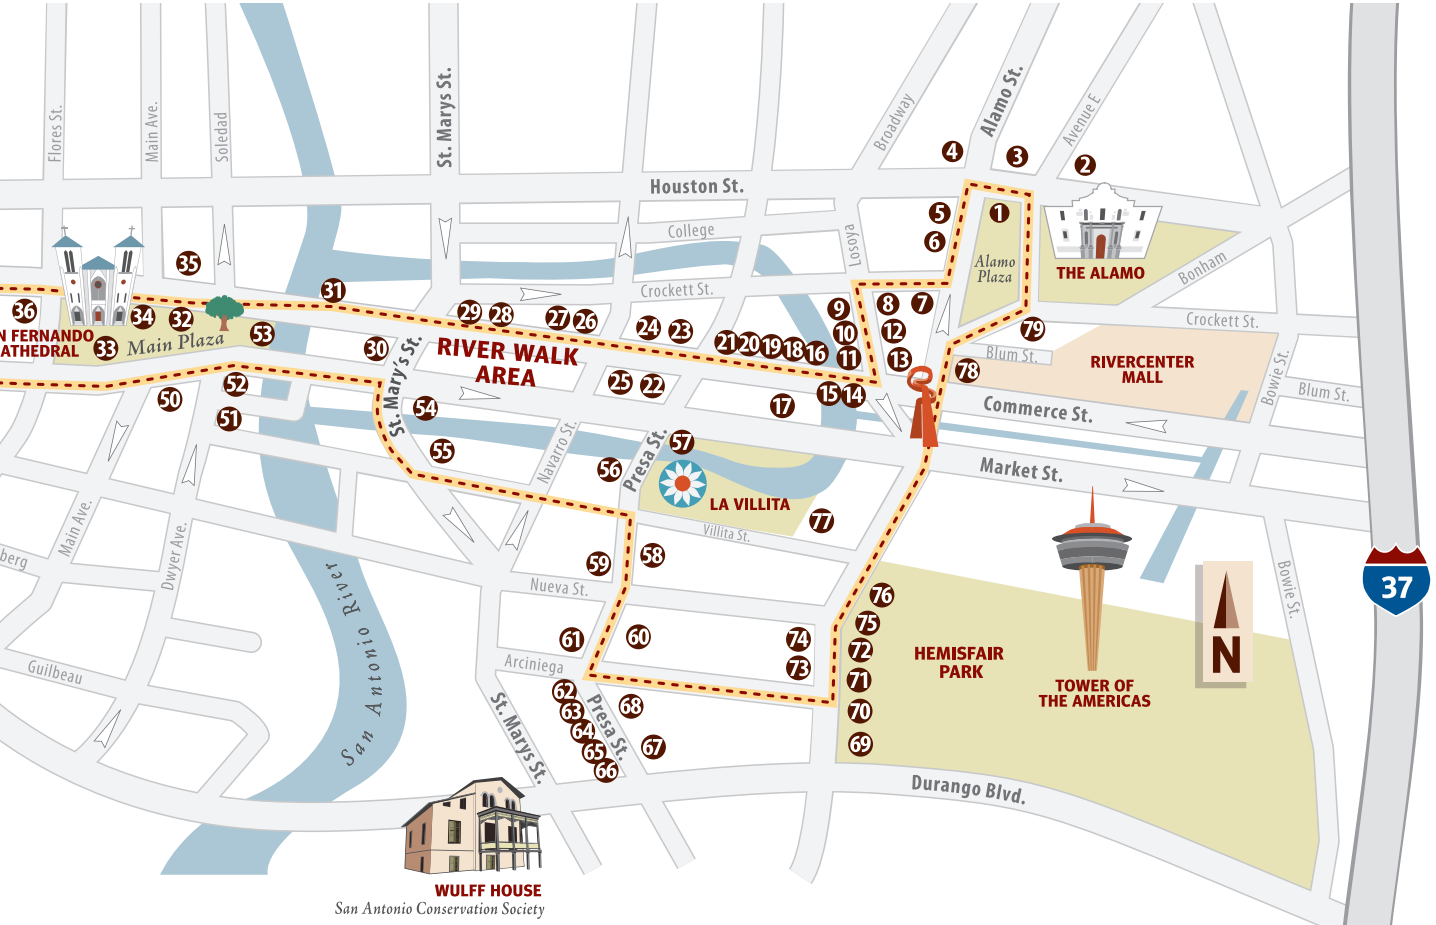 Flores St.
Main Ave.
Soledad
St. Marys St.
Broadway
Alamo St.
Avenue E
4
3
2
Houston St.
5
1
6
College
Losoya
Alamo
Plaza
THE ALAMO
Bonham
35
31
Crockett St.
36
34
32
53
29
28
27
26
24
23
9
8
7
10
12
11
13
79
Crockett St.
N FERNANDO
ATHEDRAL
33
Main Plaza
30
St. Marys St.
RIVER WALK
AREA
21
20
19
18
16
Blum St.
78
RIVERCENTER
MALL
Bowie St.
Blum St.
50
52
51
54
25
22
17
15
14
Commerce St.
55
Navarro St.
56
Presa St.
57
LA VILLITA
77
Villita St.
Market St.
Main Ave.
Dwyer Ave.
berg
59
58
Nueva St.
San Antonio River
76
75
72
71
70
69
61
60
74
73
Arciniega
HEMISFAIR
PARK
TOWER OF
THE AMERICAS
N
Bowie St.
37
Guilbeau
62
63
64
65
66
68
67
Presa St.
St. Marys St.
Durango Blvd.
WULFF HOUSE
San Antonio Conservation Society